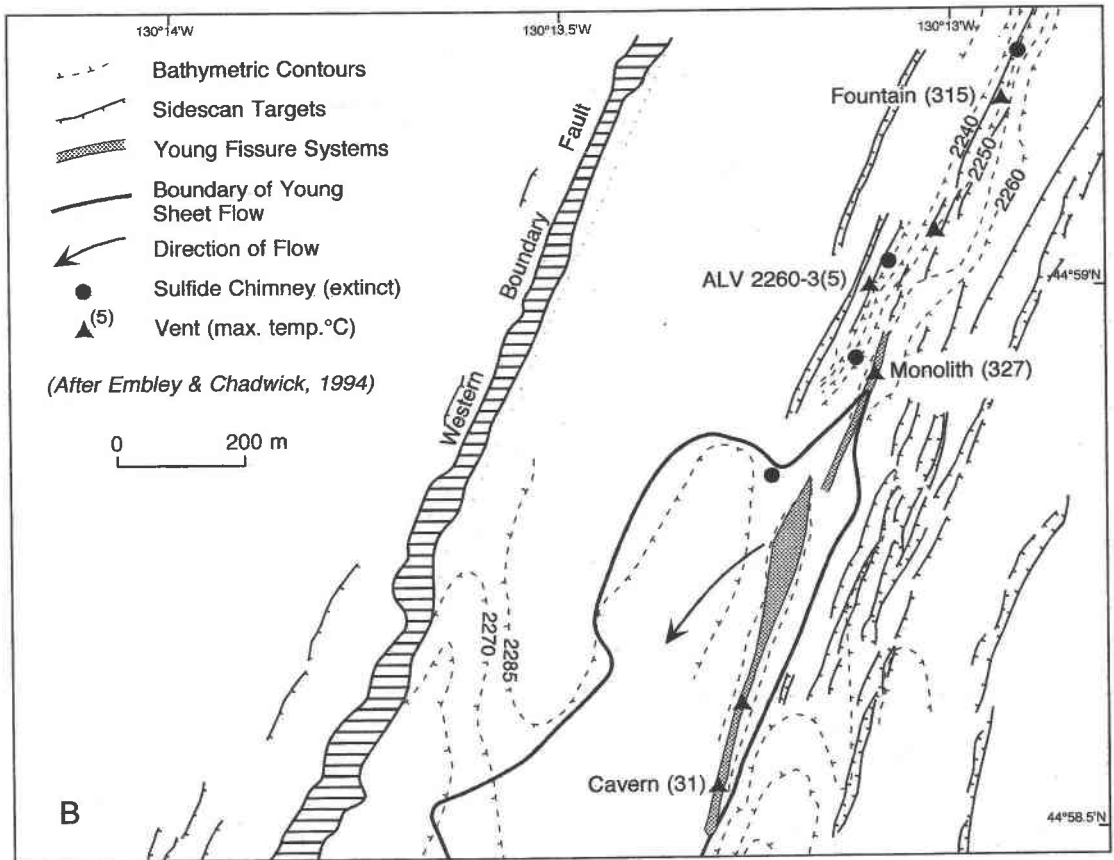 130°14'W
130°13.5'
130°13'W
Bathymetric Contours
Sidescan Targets
Young Fissure Systems
Boundary of Young
Sheet Flow
Direction of Flow
Sulfide Chimney (extinct)
(5)
Vent (max. temp.°C)
(After Embley & Chadwick, 1994)
0 200 m
Western Boundary Fault
Fountain (315)
2240
2250
2260
44°59'N
ALV 2260-3(5)
Monolith (327)
2270
2285
Cavern (31)
44°58.5'N
B